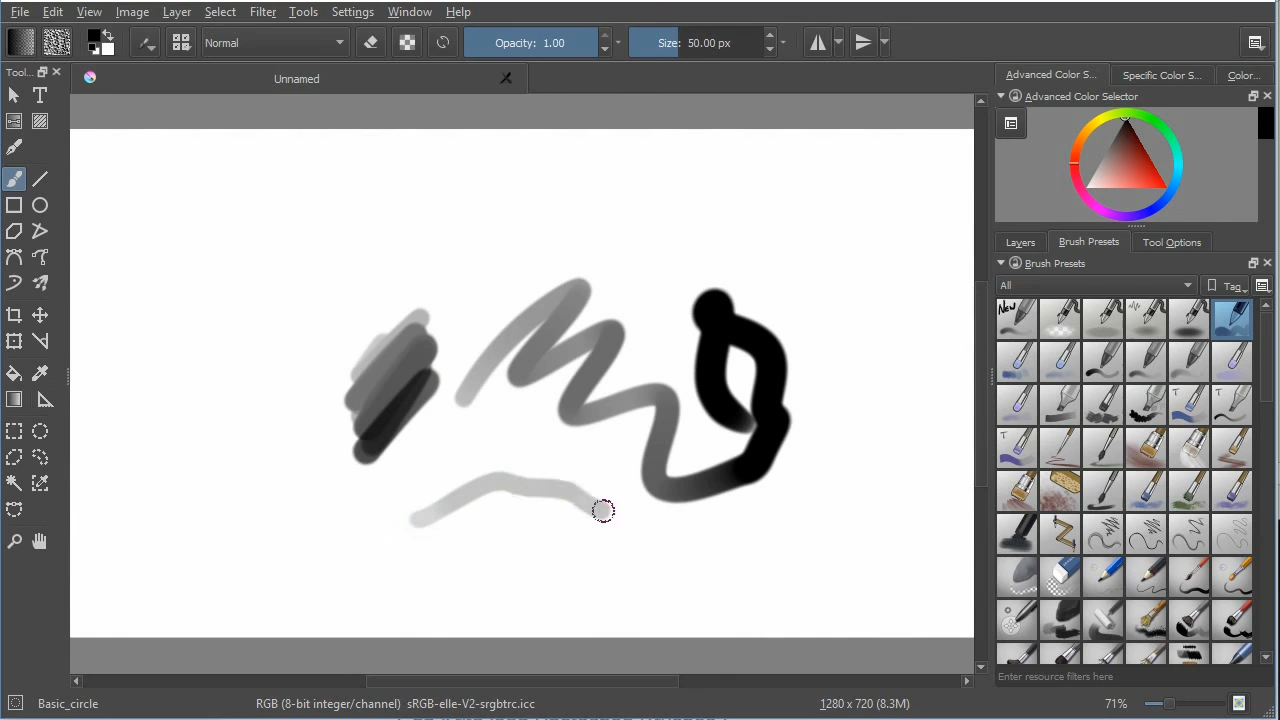 File Edit View Image Layer Select Filter Tools Settings Window Help
Normal Opacity: 1.00 Size: 50.00 px
Tool... Unnamed Advanced Color S... Specific Color S... Color...
Advanced Color Selector
Layers Brush Presets Tool Options
Brush Presets
All Tag
New
T
T
T
Enter resource filters here
Basic_circle RGB (8-bit integer/channel) sRGB-elle-V2-srgbtrc.icc 1280 x 720 (8.3M) 71%